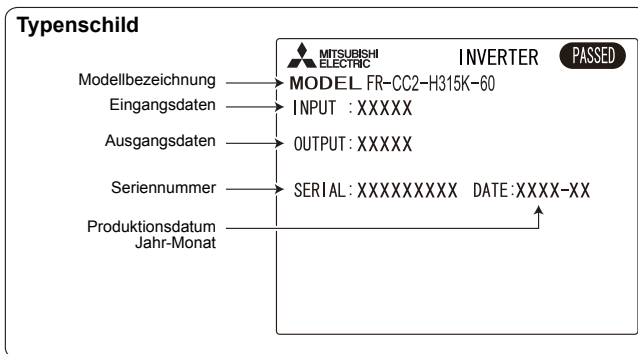 Typenschild
MITSUBISHI
ELECTRIC
INVERTER
PASSED
Modellbezeichnung
MODEL FR-CC2-H315K-60
Eingangsdaten
INPUT : XXXXX
Ausgangsdaten
OUTPUT: XXXXX
Seriennummer
SERIAL: XXXXXXXXX DATE:XXXX-XX
Produktionsdatum
Jahr-Monat